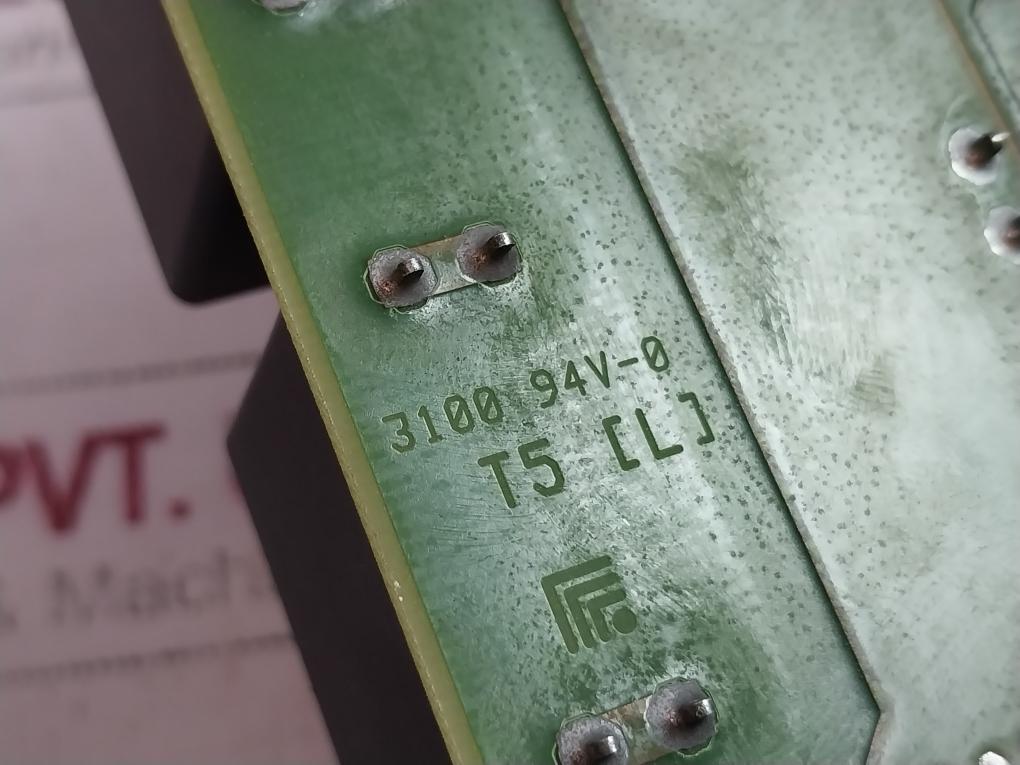 3100 94V-0
T5 [L]
PVT.
& Mach